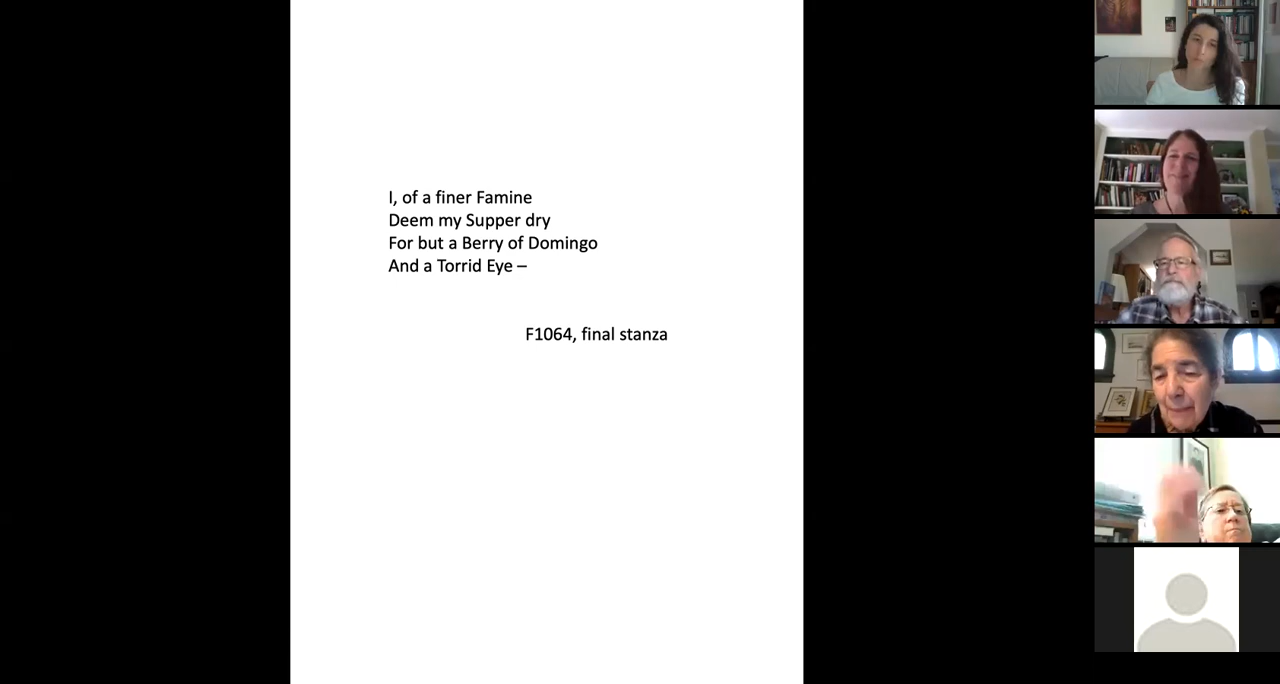 I, of a finer Famine
Deem my Supper dry
For but a Berry of Domingo
And a Torrid Eye –
F1064, final stanza